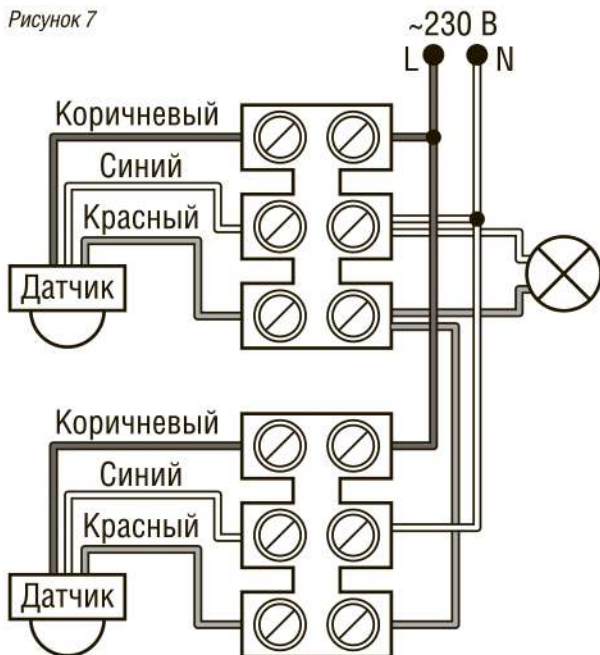 Рисунок 7
~230 В
L N
Коричневый
Синий
Красный
Датчик
Коричневый
Синий
Красный
Датчик